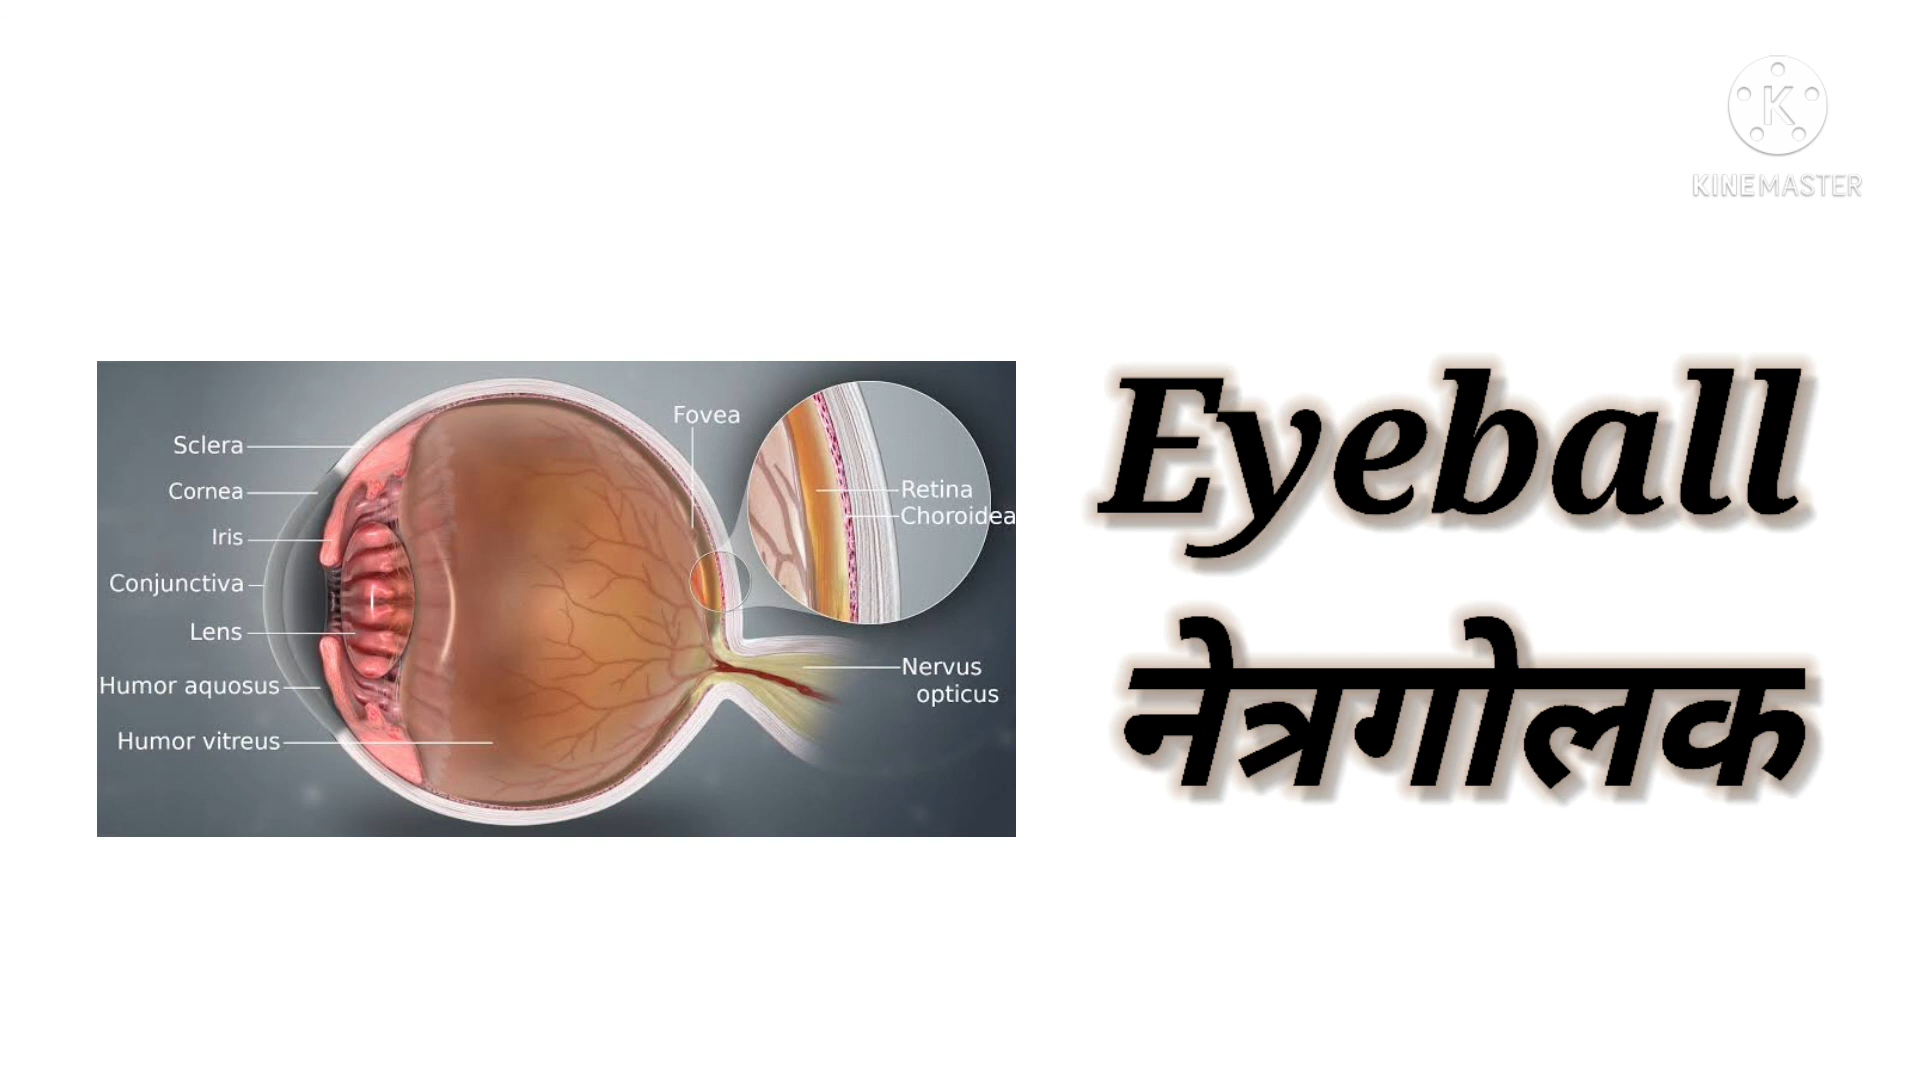 KINEMASTER
Sclera
Cornea
Iris
Conjunctiva
Lens
Humor aquosus
Humor vitreus
Fovea
Retina
Choroidea
Nervus
opticus
Eyeball
नेत्रगोलक